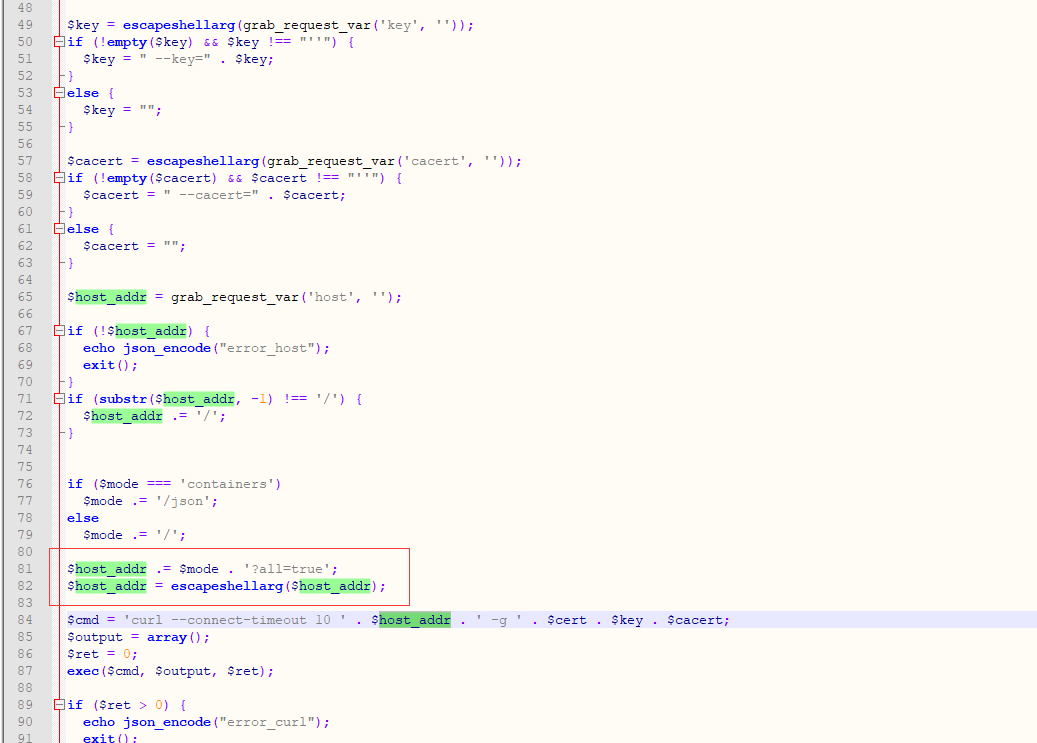 48
49 $key = escapeshellarg(grab_request_var('key', ''));
50 if (!empty($key) && $key !== "''") {
51 $key = " --key=" . $key;
52 }
53 else {
54 $key = "";
55 }
56
57 $cacert = escapeshellarg(grab_request_var('cacert', ''));
58 if (!empty($cacert) && $cacert !== "''") {
59 $cacert = " --cacert=" . $cacert;
60 }
61 else {
62 $cacert = "";
63 }
64
65 $host_addr = grab_request_var('host', '');
66
67 if (!$host_addr) {
68 echo json_encode("error_host");
69 exit();
70 }
71 if (substr($host_addr, -1) !== '/') {
72 $host_addr .= '/';
73 }
74
75
76 if ($mode === 'containers')
77 $mode .= '/json';
78 else
79 $mode .= '/';
80
81 $host_addr .= $mode . '?all=true';
82 $host_addr = escapeshellarg($host_addr);
83
84 $cmd = 'curl --connect-timeout 10 ' . $host_addr . ' -g ' . $cert . $key . $cacert;
85 $output = array();
86 $ret = 0;
87 exec($cmd, $output, $ret);
88
89 if ($ret > 0) {
90 echo json_encode("error_curl");
91 exit();